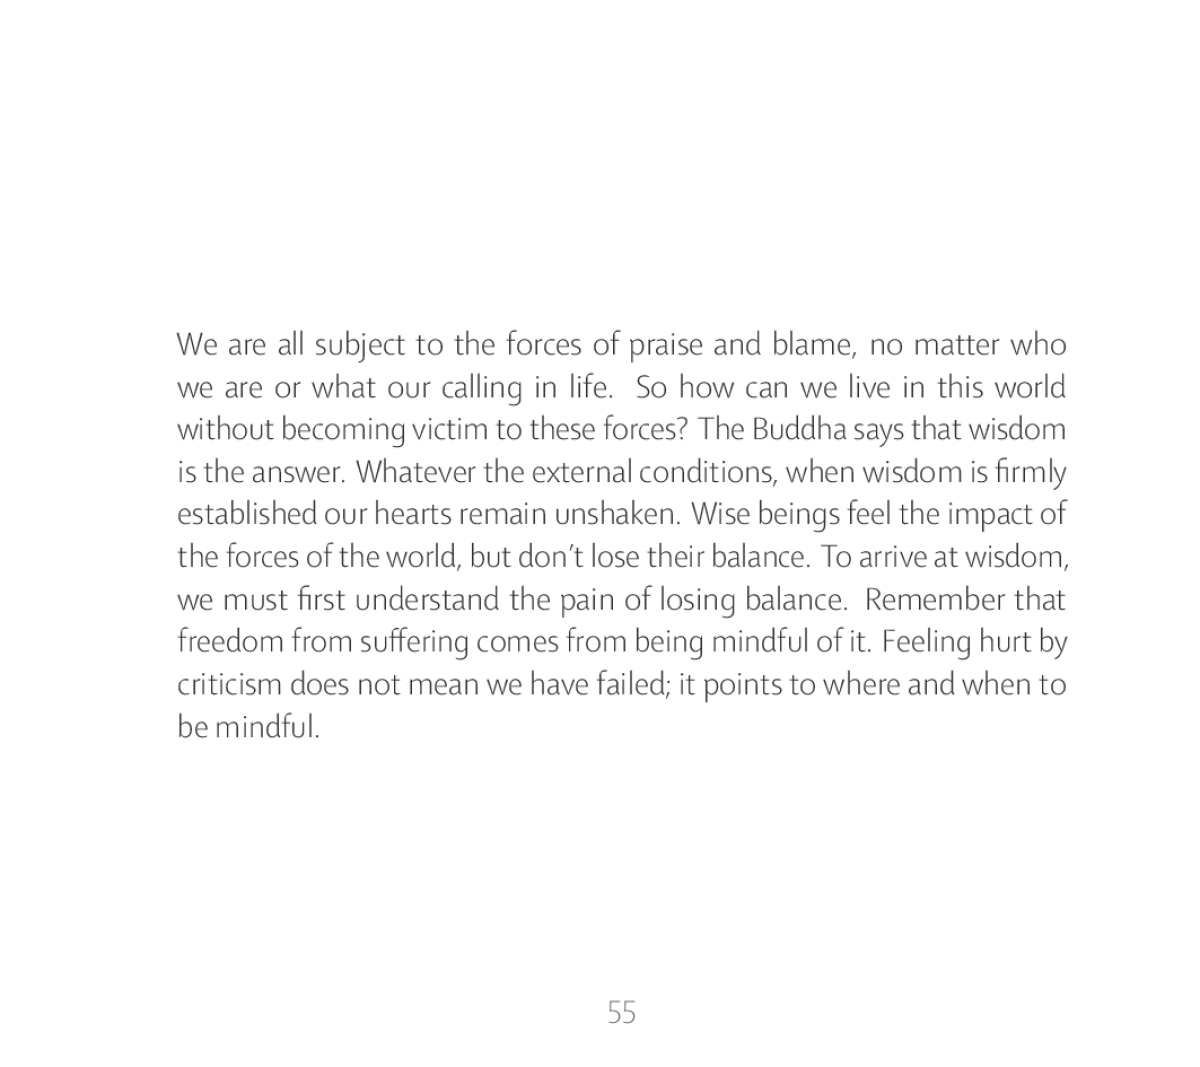 We are all subject to the forces of praise and blame, no matter who
we are or what our calling in life. So how can we live in this world
without becoming victim to these forces? The Buddha says that wisdom
is the answer. Whatever the external conditions, when wisdom is firmly
established our hearts remain unshaken. Wise beings feel the impact of
the forces of the world, but don’t lose their balance. To arrive at wisdom,
we must first understand the pain of losing balance. Remember that
freedom from suffering comes from being mindful of it. Feeling hurt by
criticism does not mean we have failed; it points to where and when to
be mindful.
55